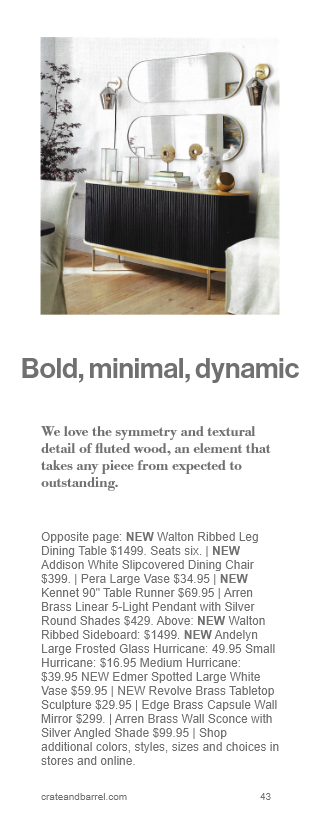 Bold, minimal, dynamic
We love the symmetry and textural
detail of fluted wood, an element that
takes any piece from expected to
outstanding.
Opposite page: NEW Walton Ribbed Leg
Dining Table $1499. Seats six. | NEW
Addison White Slipcovered Dining Chair
$399. | Pera Large Vase $34.95 | NEW
Kennet 90" Table Runner $69.95 | Arren
Brass Linear 5-Light Pendant with Silver
Round Shades $429. Above: NEW Walton
Ribbed Sideboard: $1499. NEW Andelyn
Large Frosted Glass Hurricane: 49.95 Small
Hurricane: $16.95 Medium Hurricane:
$39.95 NEW Edmer Spotted Large White
Vase $59.95 | NEW Revolve Brass Tabletop
Sculpture $29.95 | Edge Brass Capsule Wall
Mirror $299. | Arren Brass Wall Sconce with
Silver Angled Shade $99.95 | Shop
additional colors, styles, sizes and choices in
stores and online.
crateandbarrel.com 43